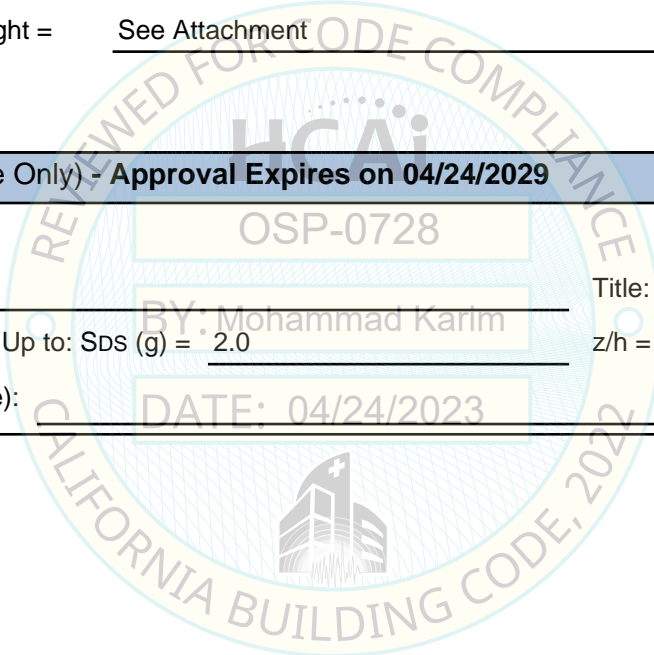 ght = See Attachment
REVIEWED FOR CODE COMPLIANCE
HCAi
e Only) - Approval Expires on 04/24/2029
OSP-0728
Title:
BY: Mohammad Karim
Up to: SDS (g) = 2.0 z/h =
e):
DATE: 04/24/2023
CALIFORNIA BUILDING CODE, 2022